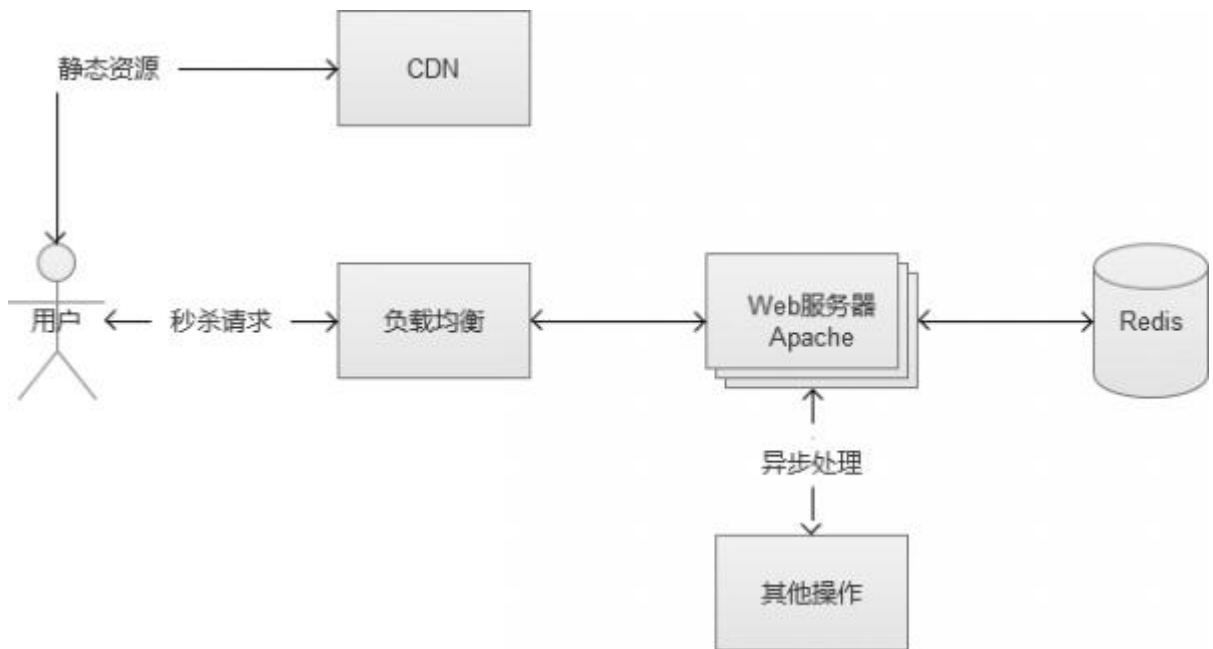 静态资源
CDN
用户
秒杀请求
负载均衡
Web服务器
Apache
Redis
异步处理
其他操作